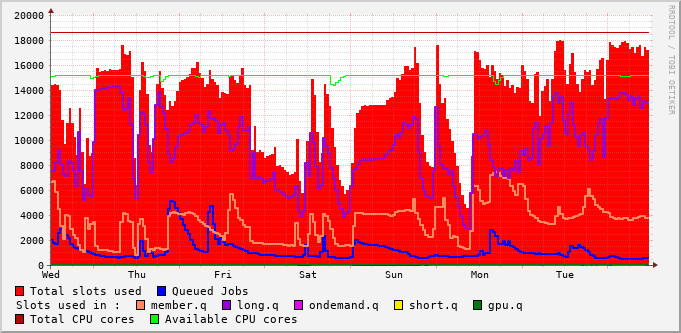 20000
18000
16000
14000
12000
10000
8000
6000
4000
2000
0
Wed Thu Fri Sat Sun Mon Tue
RRDTOOL / TOBI OETIKER
Total slots used Queued Jobs
Slots used in : member.q long.q ondemand.q short.q gpu.q
Total CPU cores Available CPU cores